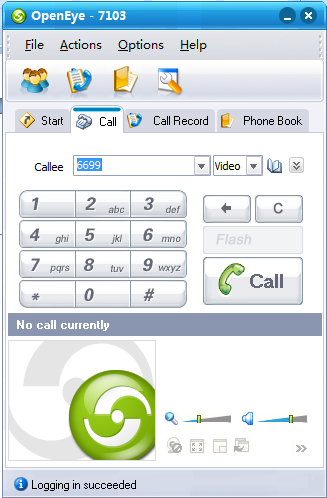 OpenEye - 7103
File Actions Options Help
Start Call Call Record Phone Book
Callee 6699 Video
1 2 abc 3 def
4 ghi 5 jkl 6 mno
7 pqrs 8 tuv 9 wxyz
* 0 #
C
Flash
Call
No call currently
Logging in succeeded